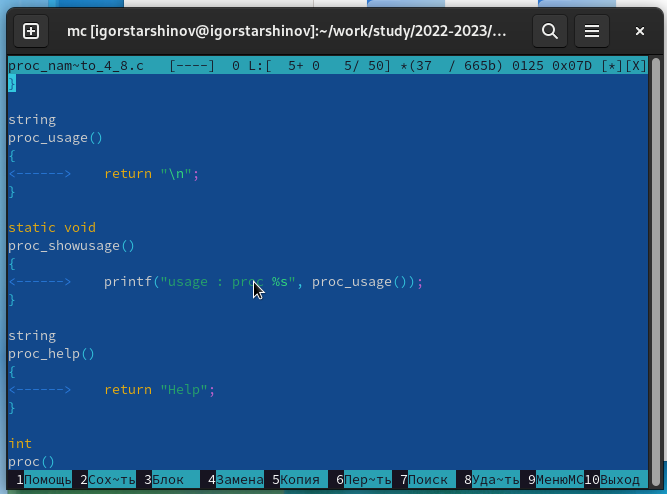 mc [igorstarshinov@igorstarshinov]:~/work/study/2022-2023/...
proc_nam~to_4_8.c   [----]  0 L:[  5+ 0   5/ 50] *(37  / 665b) 0125 0x07D [*][X]
}
string
proc_usage()
{
<------>    return "\n";
}
static void
proc_showusage()
{
<------>    printf("usage : proc %s", proc_usage());
}
string
proc_help()
{
<------>    return "Help";
}
int
proc()
1Помощь 2Сох~ть 3Блок 4Замена 5Копия 6Пер~ть 7Поиск 8Уда~ть 9МенюMC 10Выход